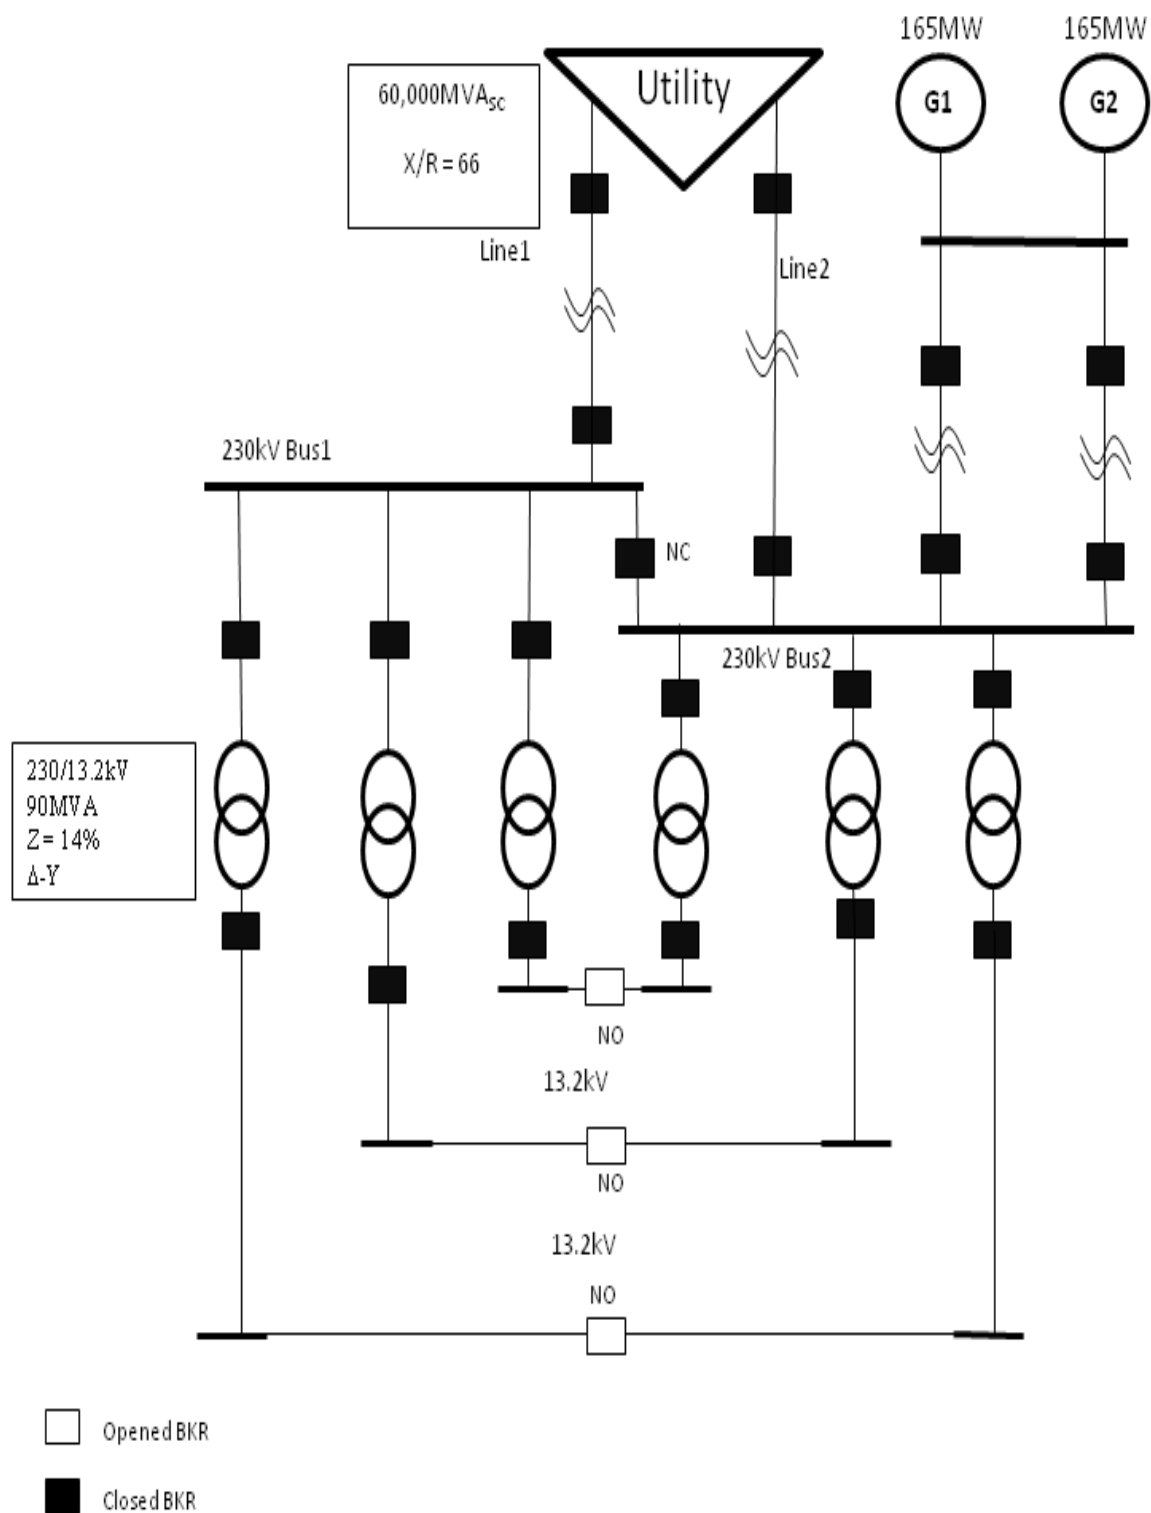 165MW
165MW
60,000MVASC
X/R = 66
Utility
G1
G2
Line1
Line2
230kV Bus1
NC
230kV Bus2
230/13.2kV
90MVA
Z = 14%
Δ-Y
NO
13.2kV
NO
13.2kV
NO
Opened BKR
Closed BKR